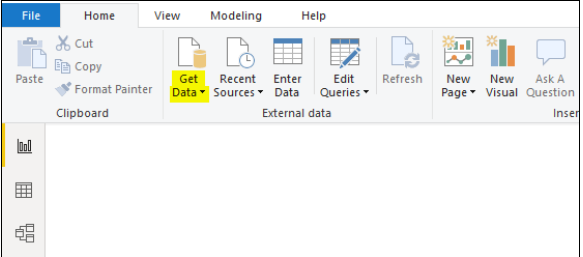 File Home View Modeling Help
Cut
Copy
Format Painter
Paste
Clipboard
Get
Data
Recent
Sources
Enter
Data
Edit
Queries
Refresh
External data
New
Page
New
Visual
Ask A
Question
Inser